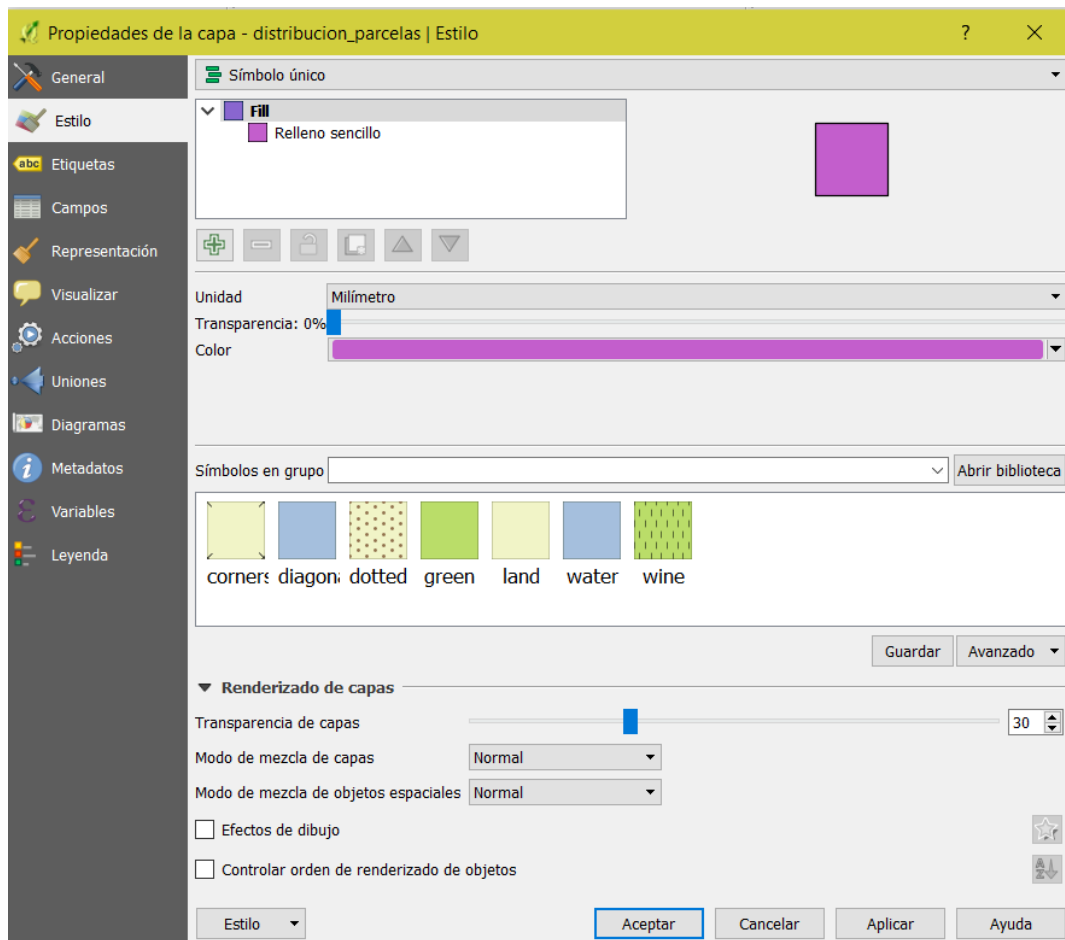 Propiedades de la capa - distribucion_parcelas | Estilo ? 
General
Estilo
abc Etiquetas
Campos
Representación
Visualizar
Acciones
Uniones
Diagramas
Metadatos
Variables
Leyenda
Símbolo único
Fill
Relleno sencillo
Unidad Milímetro
Transparencia: 0%
Color
Símbolos en grupo Abrir biblioteca
corners diagona dotted green land water wine
Guardar Avanzado
Renderizado de capas
Transparencia de capas 30
Modo de mezcla de capas Normal
Modo de mezcla de objetos espaciales Normal
Efectos de dibujo
Controlar orden de renderizado de objetos
Estilo Aceptar Cancelar Aplicar Ayuda